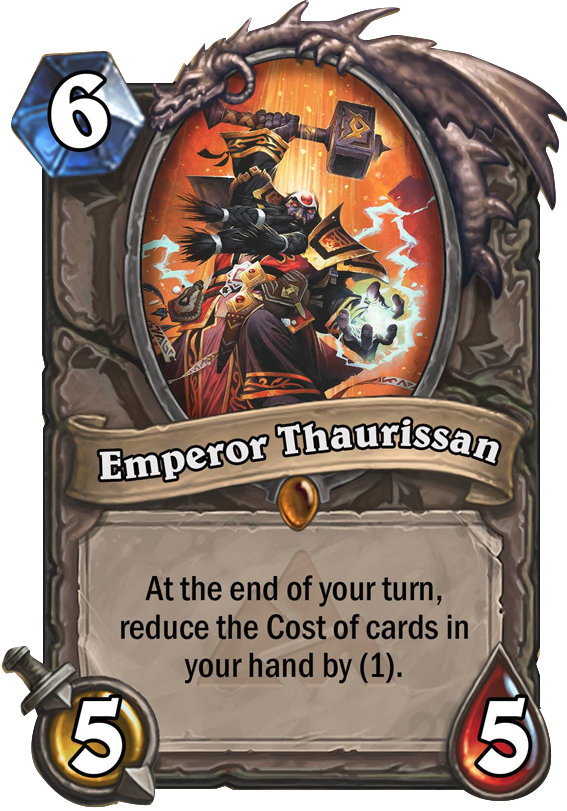 6
Emperor Thaurissan
At the end of your turn,
reduce the Cost of cards in
your hand by (1).
5
5